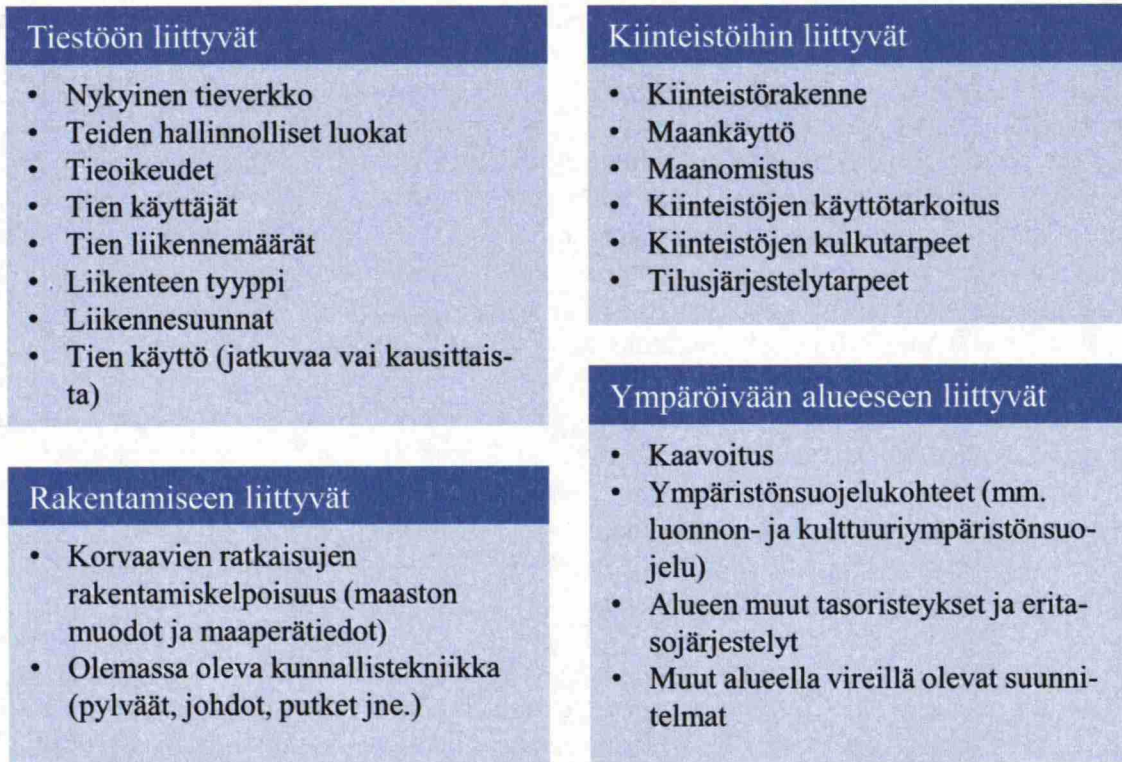 Tiestöön liittyvät
• Nykyinen tieverkko
• Teiden hallinnolliset luokat
• Tieoikeudet
• Tien käyttäjät
• Tien liikennemäärät
• Liikenteen tyyppi
• Liikennesuunnat
• Tien käyttö (jatkuvaa vai kausittais-
ta)
Rakentamiseen liittyvät
• Korvaavien ratkaisujen
rakentamiskelpoisuus (maaston
muodot ja maaperätiedot)
• Olemassa oleva kunnallistekniikka
(pylväät, johdot, putket jne.)
Kiinteistöihin liittyvät
• Kiinteistörakenne
• Maankäyttö
• Maanomistus
• Kiinteistöjen käyttötarkoitus
• Kiinteistöjen kulkutarpeet
• Tilusjärjestelytarpeet
Ympäröivään alueeseen liittyvät
• Kaavoitus
• Ympäristönsuojelukohteet (mm.
luonnon- ja kulttuuriympäristönsuo-
jelu)
• Alueen muut tasoristeykset ja erita-
sojärjestelyt
• Muut alueella vireillä olevat suunni-
telmat